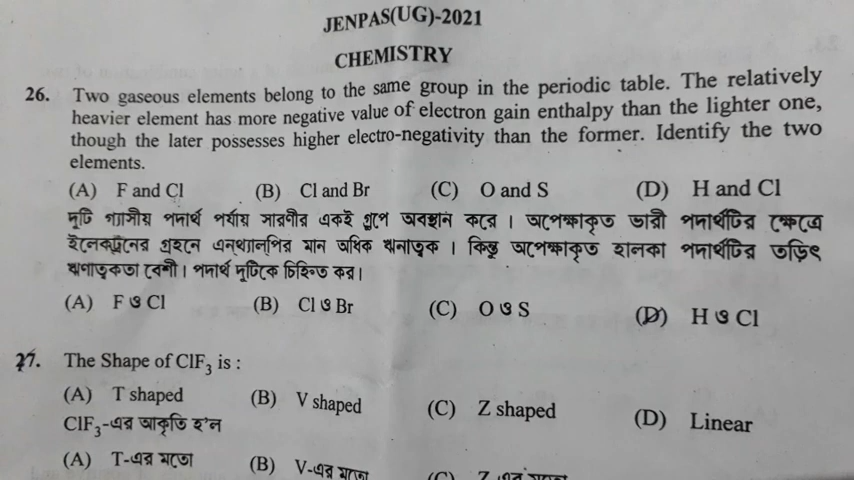 JENPAS(UG)-2021
CHEMISTRY
26. Two gaseous elements belong to the same group in the periodic table. The relatively
heavier element has more negative value of electron gain enthalpy than the lighter one,
though the later possesses higher electro-negativity than the former. Identify the two
elements.
(A) F and Cl (B) Cl and Br (C) O and S (D) H and Cl
দুটি গ্যাসীয় পদার্থ পর্যায় সারণীর একই গ্রুপে অবস্থান করে। অপেক্ষাকৃত ভারী পদার্থটির ক্ষেত্রে
ইলেকট্রনের গ্রহনে এন্থ্যালপির মান অধিক ঋনাত্বক। কিন্তু অপেক্ষাকৃত হালকা পদার্থটির তড়িৎ
ঋণাত্বকতা বেশী। পদার্থ দুটিকে চিহ্নিত কর।
(A) F ও Cl (B) Cl ও Br (C) O ও S (D) H ও Cl
27. The Shape of ClF₃ is :
(A) T shaped (B) V shaped (C) Z shaped (D) Linear
ClF₃-এর আকৃতি হ'ল
(A) T-এর মতো (B) V-এর মতো (C) Z এর মতো